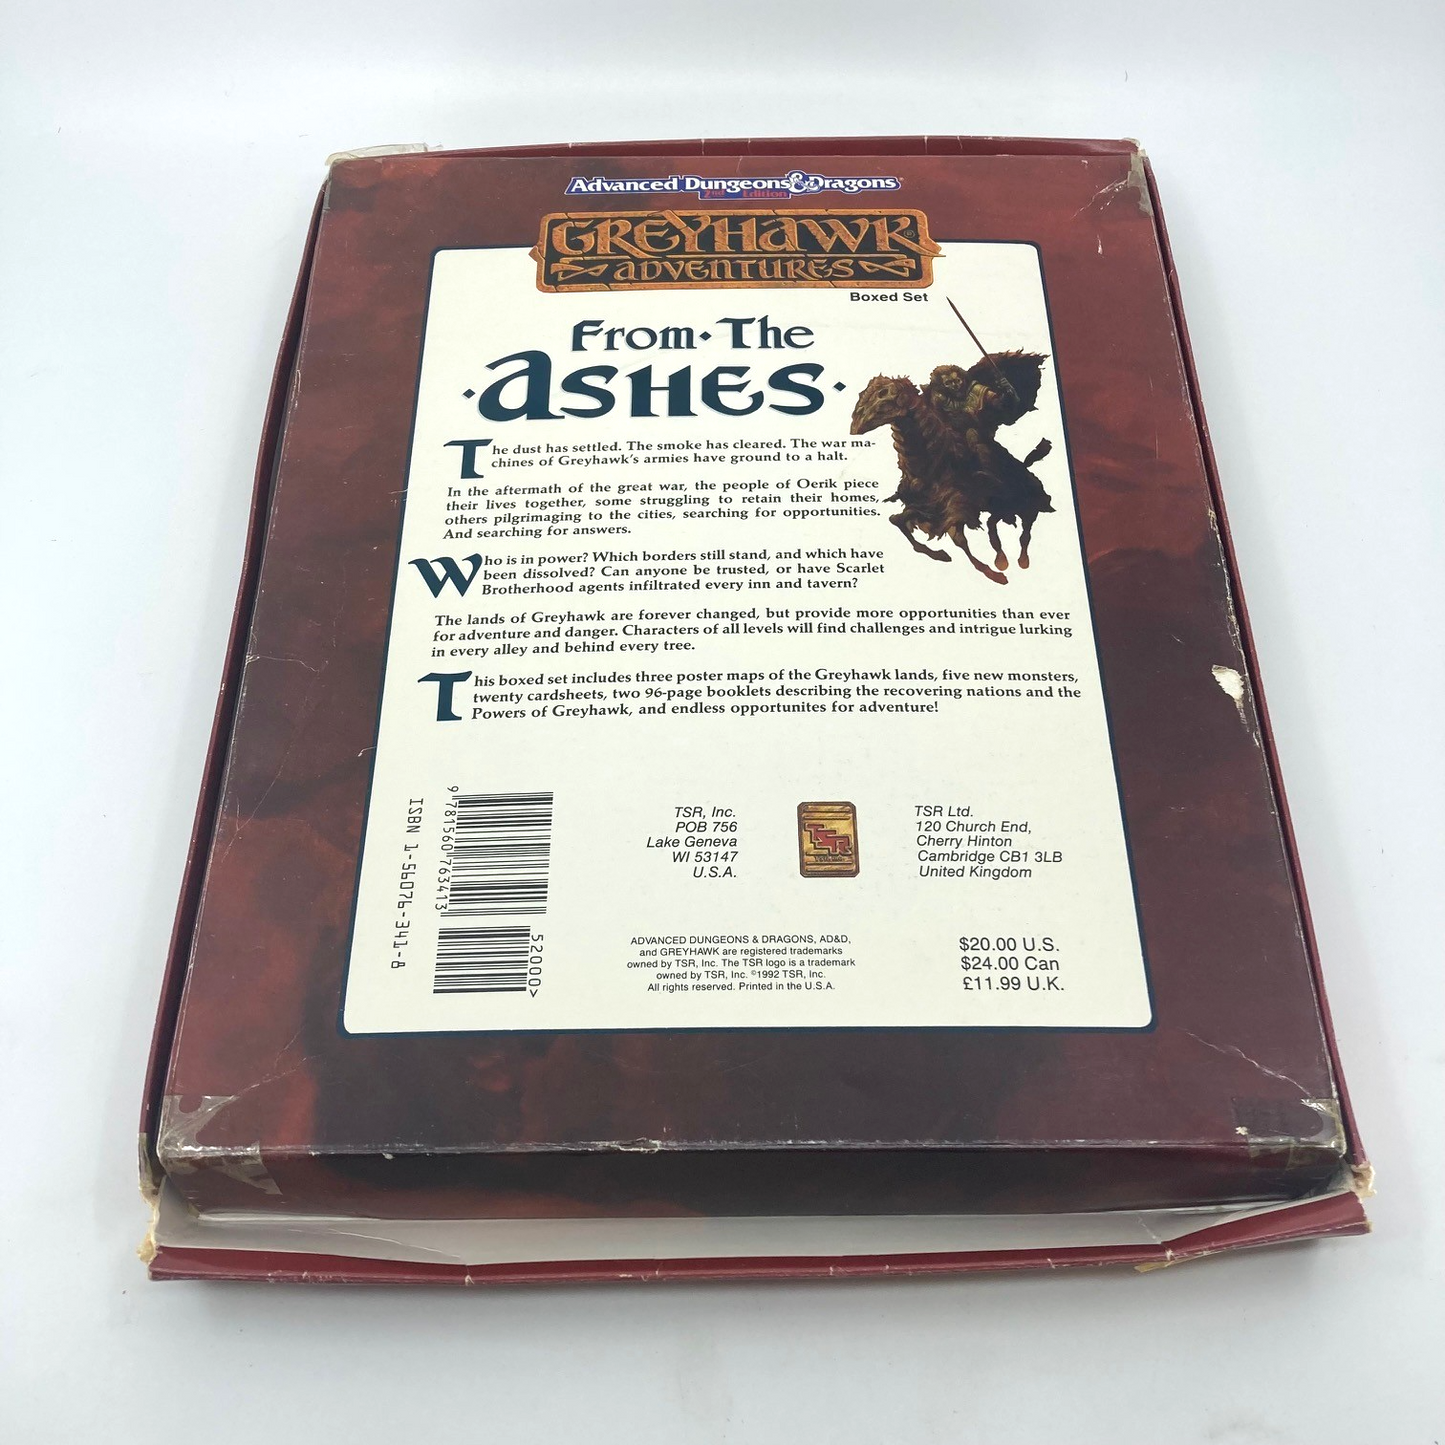 Advanced Dungeons & Dragons®
2nd Edition
GREYHAWK®
ADVENTURES
Boxed Set
From·The
·ASHES·
The dust has settled. The smoke has cleared. The war ma-
chines of Greyhawk's armies have ground to a halt.
In the aftermath of the great war, the people of Oerik piece
their lives together, some struggling to retain their homes,
others pilgrimaging to the cities, searching for opportunities.
And searching for answers.
Who is in power? Which borders still stand, and which have
been dissolved? Can anyone be trusted, or have Scarlet
Brotherhood agents infiltrated every inn and tavern?
The lands of Greyhawk are forever changed, but provide more opportunities than ever
for adventure and danger. Characters of all levels will find challenges and intrigue lurking
in every alley and behind every tree.
This boxed set includes three poster maps of the Greyhawk lands, five new monsters,
twenty cardsheets, two 96-page booklets describing the recovering nations and the
Powers of Greyhawk, and endless opportunites for adventure!
ISBN 1-56076-341-8
9 781560 763413
52000>
TSR, Inc.
POB 756
Lake Geneva
WI 53147
U.S.A.
TSR
TSR Ltd.
120 Church End,
Cherry Hinton
Cambridge CB1 3LB
United Kingdom
ADVANCED DUNGEONS & DRAGONS, AD&D,
and GREYHAWK are registered trademarks
owned by TSR, Inc. The TSR logo is a trademark
owned by TSR, Inc. ©1992 TSR, Inc.
All rights reserved. Printed in the U.S.A.
$20.00 U.S.
$24.00 Can
£11.99 U.K.